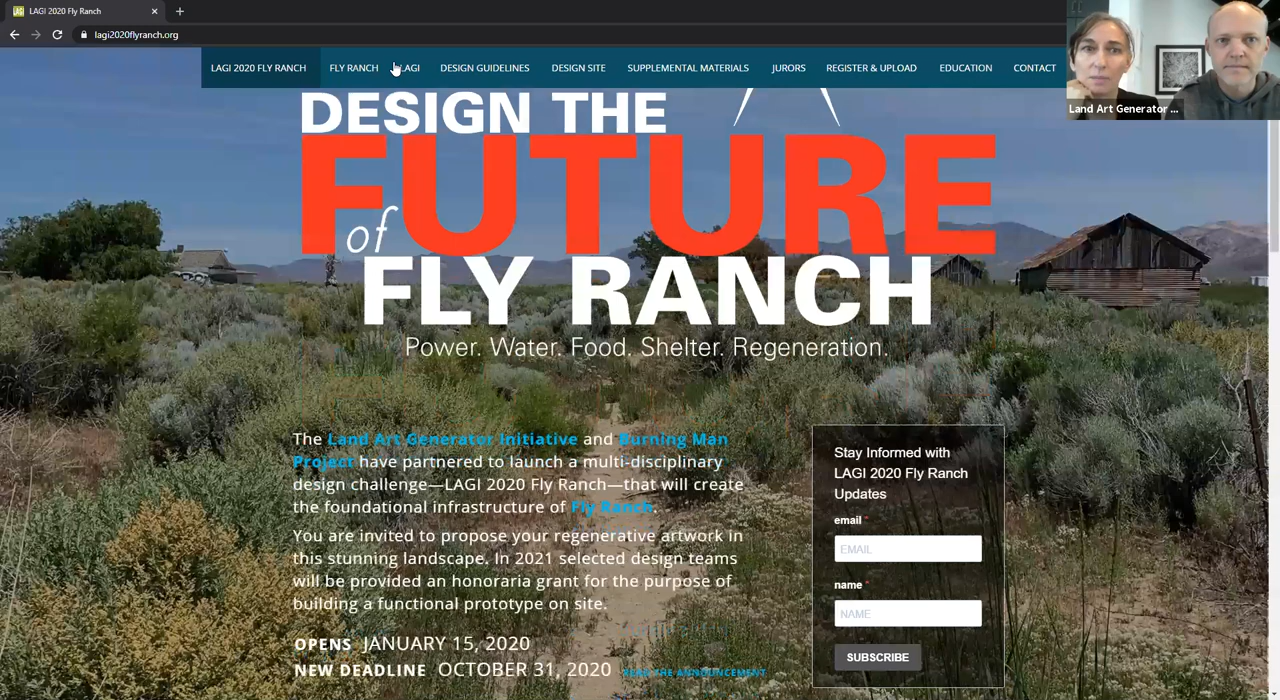 LAGI 2020 Fly Ranch
lagi2020flyranch.org
LAGI 2020 FLY RANCH FLY RANCH LAGI DESIGN GUIDELINES DESIGN SITE SUPPLEMENTAL MATERIALS JURORS REGISTER & UPLOAD EDUCATION CONTACT
Land Art Generator ...
DESIGN THE
FUTURE
of
FLY RANCH
Power. Water. Food. Shelter. Regeneration.
The Land Art Generator Initiative and Burning Man
Project have partnered to launch a multi-disciplinary
design challenge—LAGI 2020 Fly Ranch—that will create
the foundational infrastructure of Fly Ranch.
You are invited to propose your regenerative artwork in
this stunning landscape. In 2021 selected design teams
will be provided an honoraria grant for the purpose of
building a functional prototype on site.
OPENS JANUARY 15, 2020
NEW DEADLINE OCTOBER 31, 2020 READ THE ANNOUNCEMENT
Stay Informed with
LAGI 2020 Fly Ranch
Updates
email *
EMAIL
name *
NAME
SUBSCRIBE